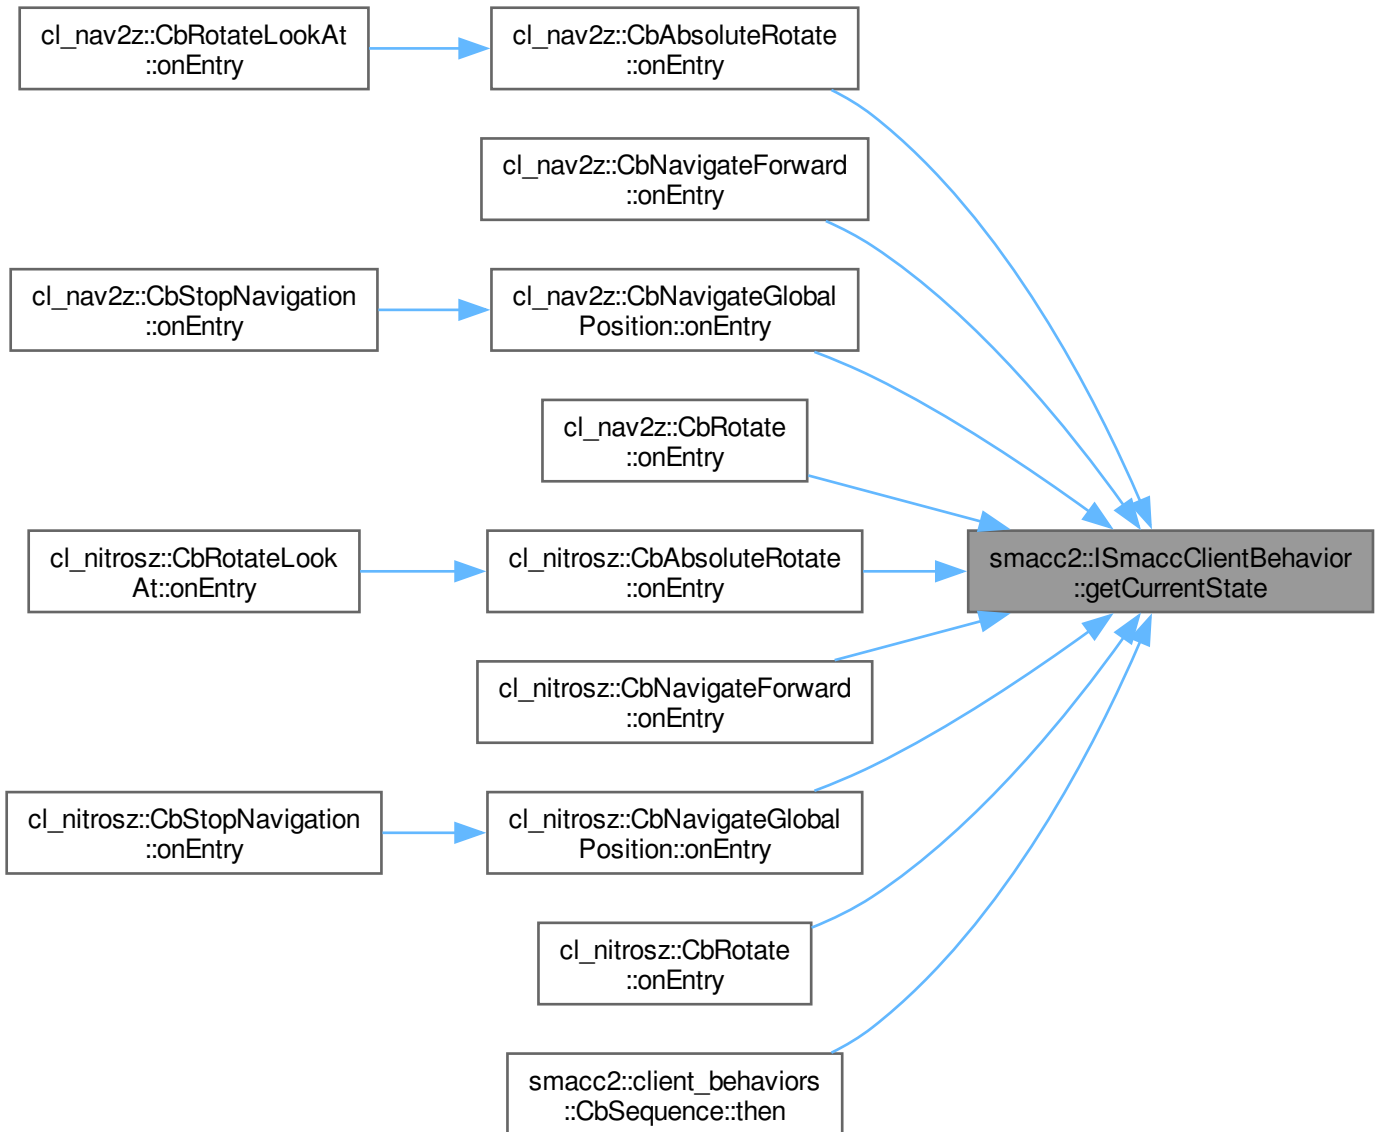 cl_nav2z::CbRotateLookAt
::onEntry
cl_nav2z::CbAbsoluteRotate
::onEntry
cl_nav2z::CbNavigateForward
::onEntry
cl_nav2z::CbStopNavigation
::onEntry
cl_nav2z::CbNavigateGlobal
Position::onEntry
cl_nav2z::CbRotate
::onEntry
cl_nitrosz::CbRotateLook
At::onEntry
cl_nitrosz::CbAbsoluteRotate
::onEntry
smacc2::ISmaccClientBehavior
::getCurrentState
cl_nitrosz::CbNavigateForward
::onEntry
cl_nitrosz::CbStopNavigation
::onEntry
cl_nitrosz::CbNavigateGlobal
Position::onEntry
cl_nitrosz::CbRotate
::onEntry
smacc2::client_behaviors
::CbSequence::then